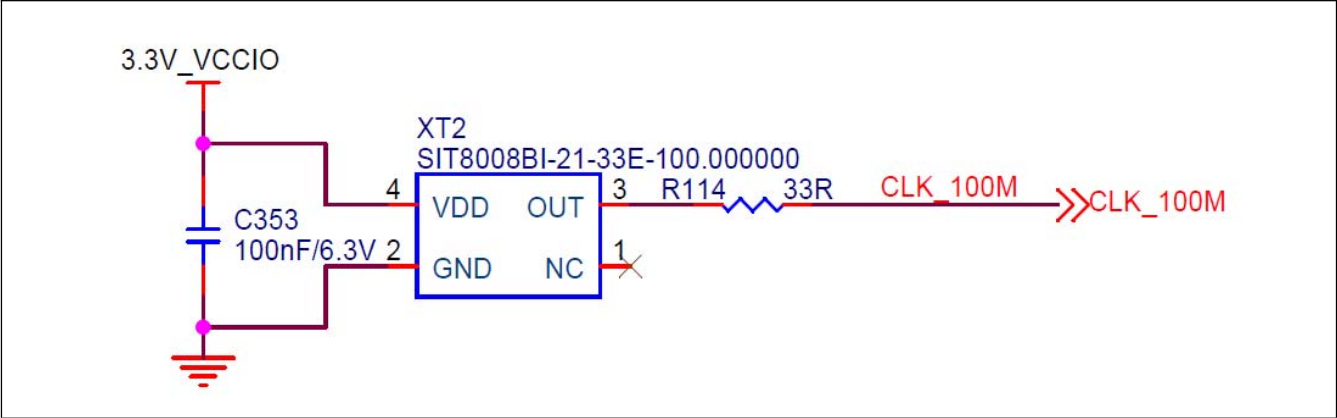 3.3V_VCCIO
XT2
SIT8008BI-21-33E-100.000000
4
VDD
OUT
3
R114
33R
CLK_100M
CLK_100M
C353
100nF/6.3V
2
GND
NC
1